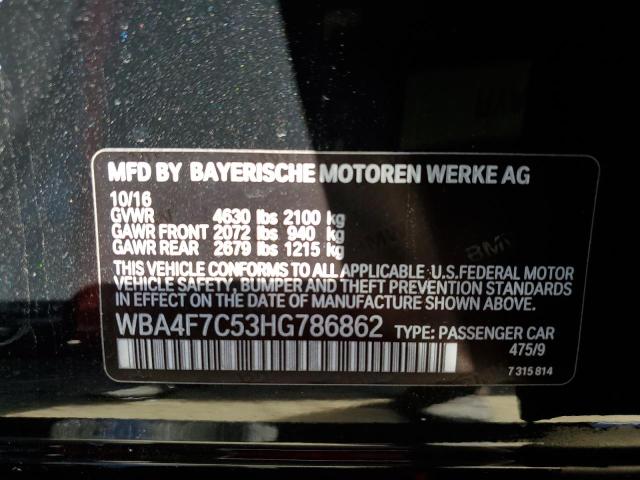 MFD BY BAYERISCHE MOTOREN WERKE AG
10/16
GVWR 4630 lbs 2100 kg
GAWR FRONT 2072 lbs 940 kg
GAWR REAR 2679 lbs 1215 kg
THIS VEHICLE CONFORMS TO ALL APPLICABLE U.S.FEDERAL MOTOR
VEHICLE SAFETY, BUMPER AND THEFT PREVENTION STANDARDS
IN EFFECT ON THE DATE OF MANUFACTURE SHOWN ABOVE.
WBA4F7C53HG786862 TYPE: PASSENGER CAR
475/9
7 315 814